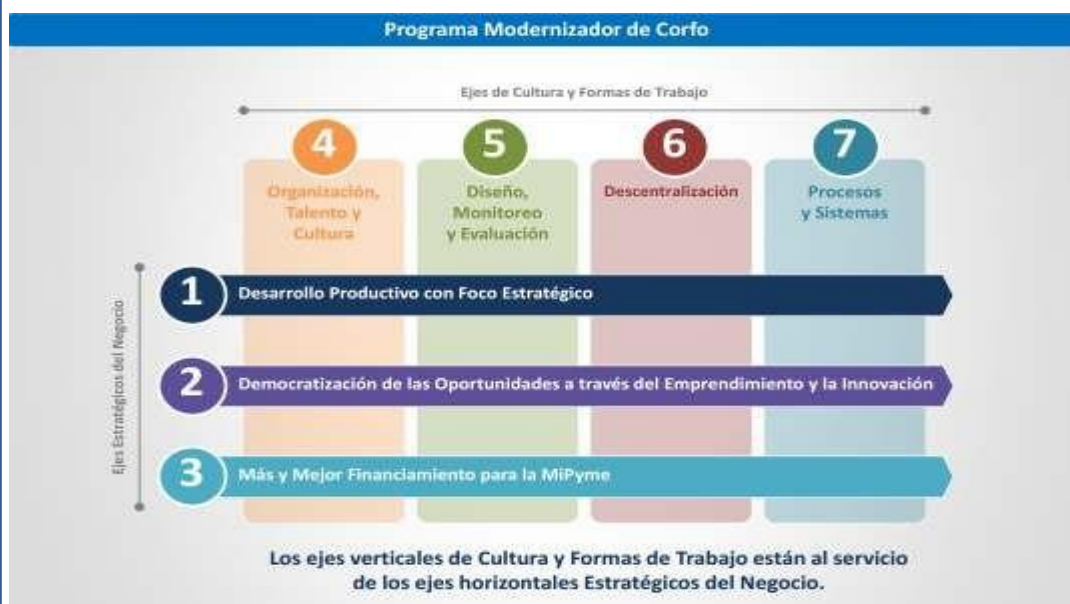 Programa Modernizador de Corfo
Ejes de Cultura y Formas de Trabajo
4
5
6
7
Organización,
Talento y
Cultura
Diseño,
Monitoreo
y Evaluación
Descentralización
Procesos
y Sistemas
Ejes Estratégicos del Negocio
1
Desarrollo Productivo con Foco Estratégico
2
Democratización de las Oportunidades a través del Emprendimiento y la Innovación
3
Más y Mejor Financiamiento para la MiPyme
Los ejes verticales de Cultura y Formas de Trabajo están al servicio
de los ejes horizontales Estratégicos del Negocio.